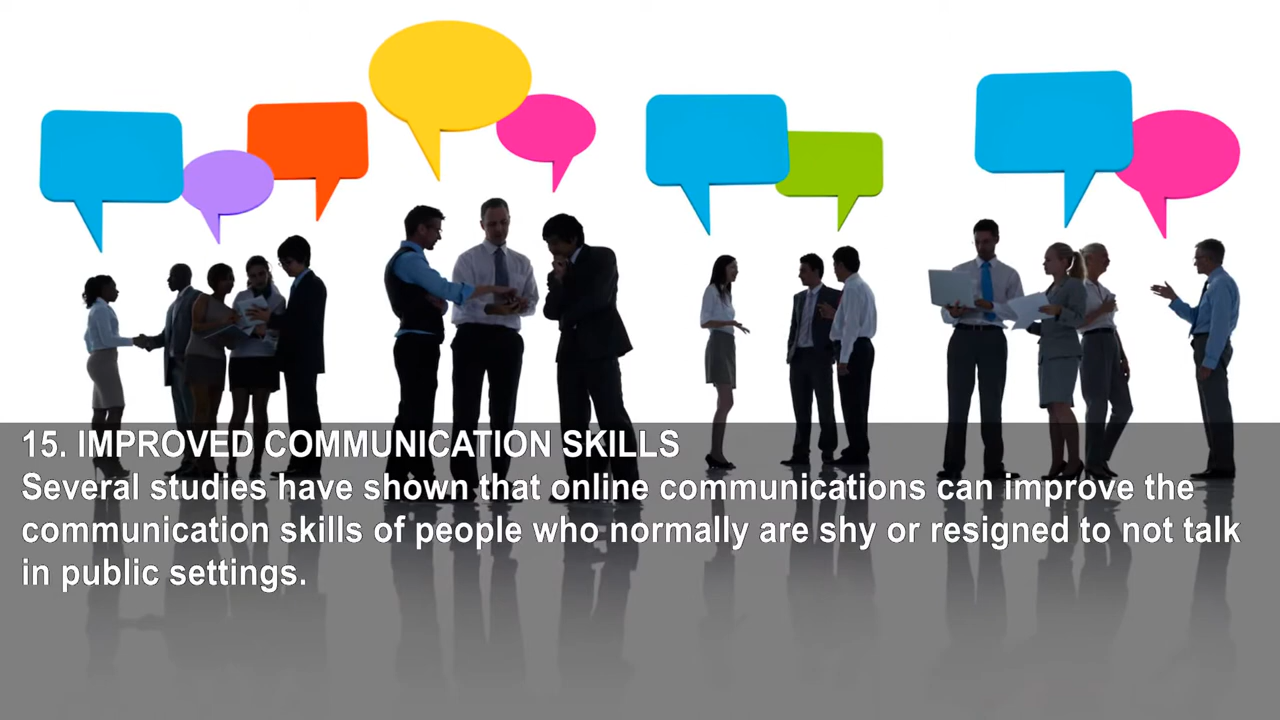 15. IMPROVED COMMUNICATION SKILLS
Several studies have shown that online communications can improve the
communication skills of people who normally are shy or resigned to not talk
in public settings.